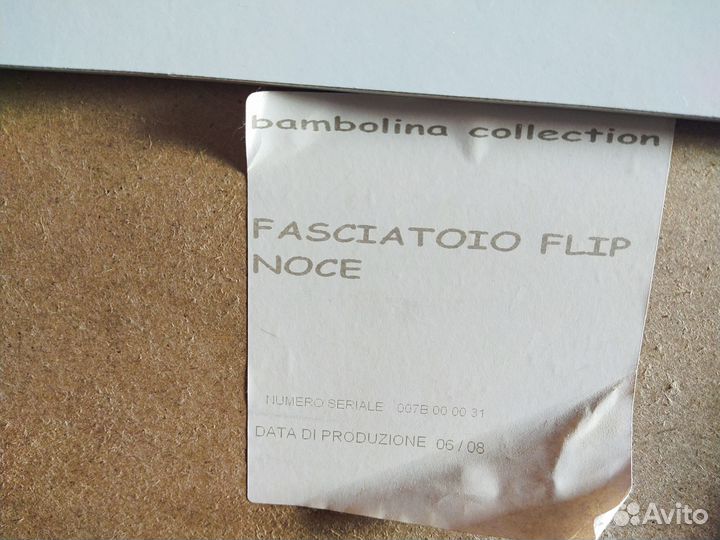 bambolina collection
FASCIATOIO FLIP
NOCE
NUMERO SERIALE 007B 00 00 31
DATA DI PRODUZIONE 06 / 08
Avito